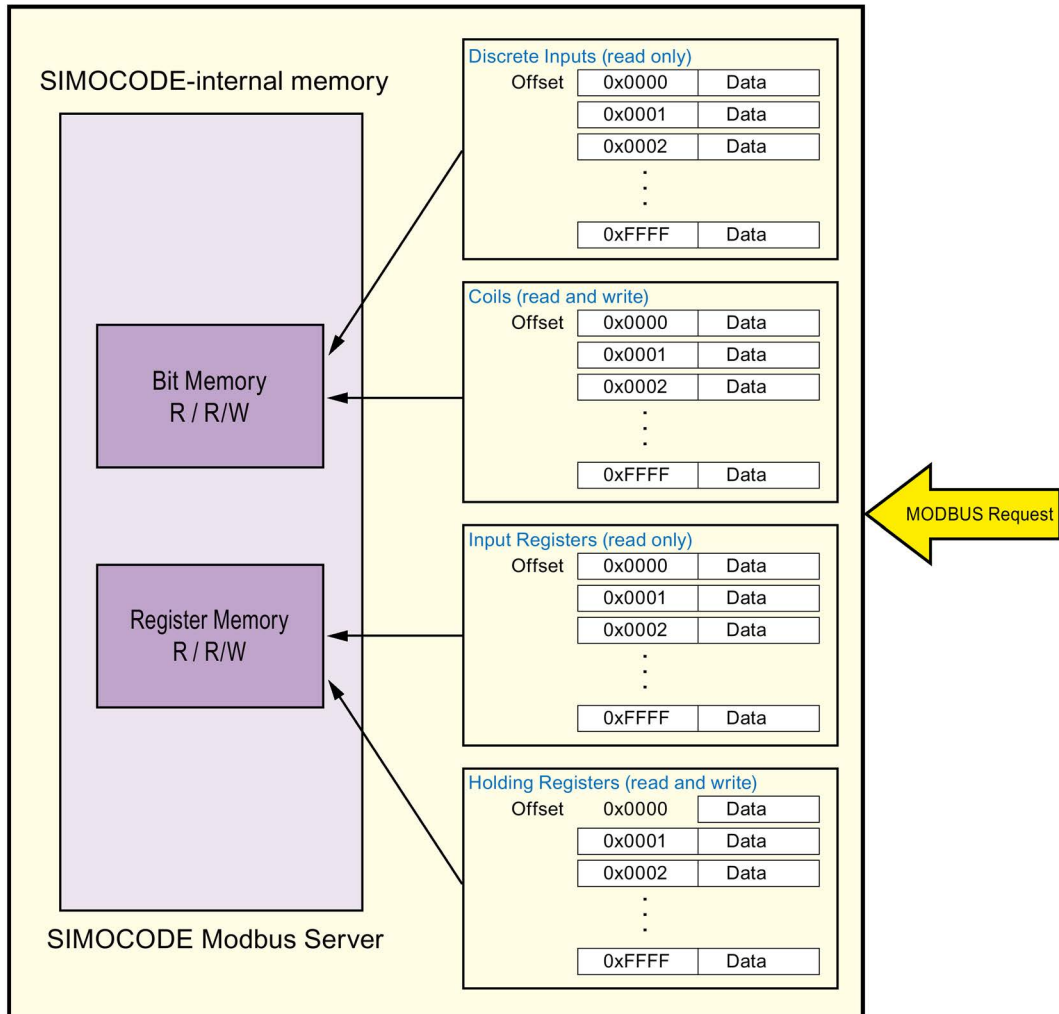 SIMOCODE-internal memory
Bit Memory
R / R/W
Register Memory
R / R/W
SIMOCODE Modbus Server
Discrete Inputs (read only)
Offset 0x0000 Data
0x0001 Data
0x0002 Data
0xFFFF Data
Coils (read and write)
Offset 0x0000 Data
0x0001 Data
0x0002 Data
0xFFFF Data
Input Registers (read only)
Offset 0x0000 Data
0x0001 Data
0x0002 Data
0xFFFF Data
Holding Registers (read and write)
Offset 0x0000 Data
0x0001 Data
0x0002 Data
0xFFFF Data
MODBUS Request